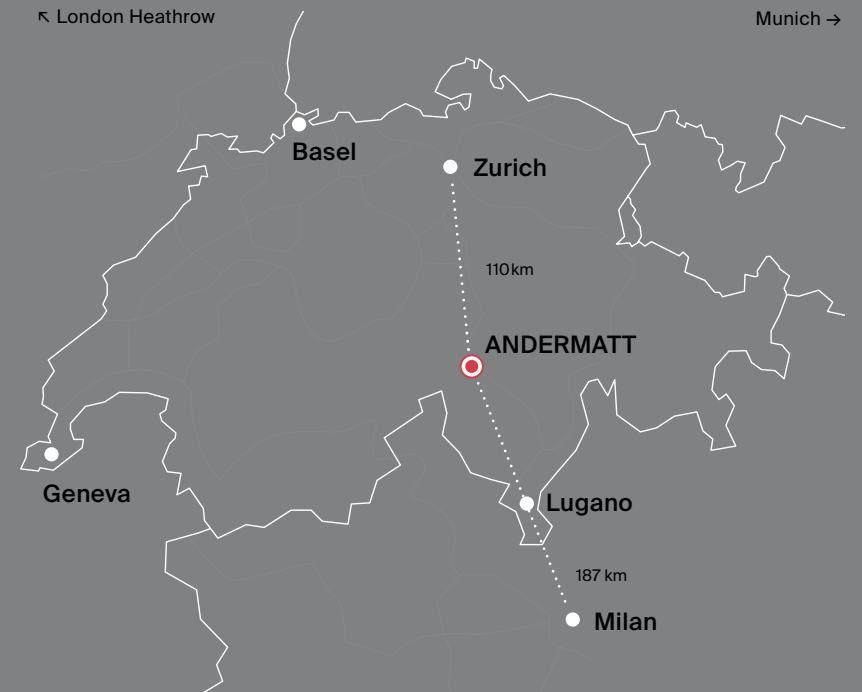 ↖ London Heathrow
Munich →
Basel
Zurich
110 km
ANDERMATT
Geneva
Lugano
187 km
Milan